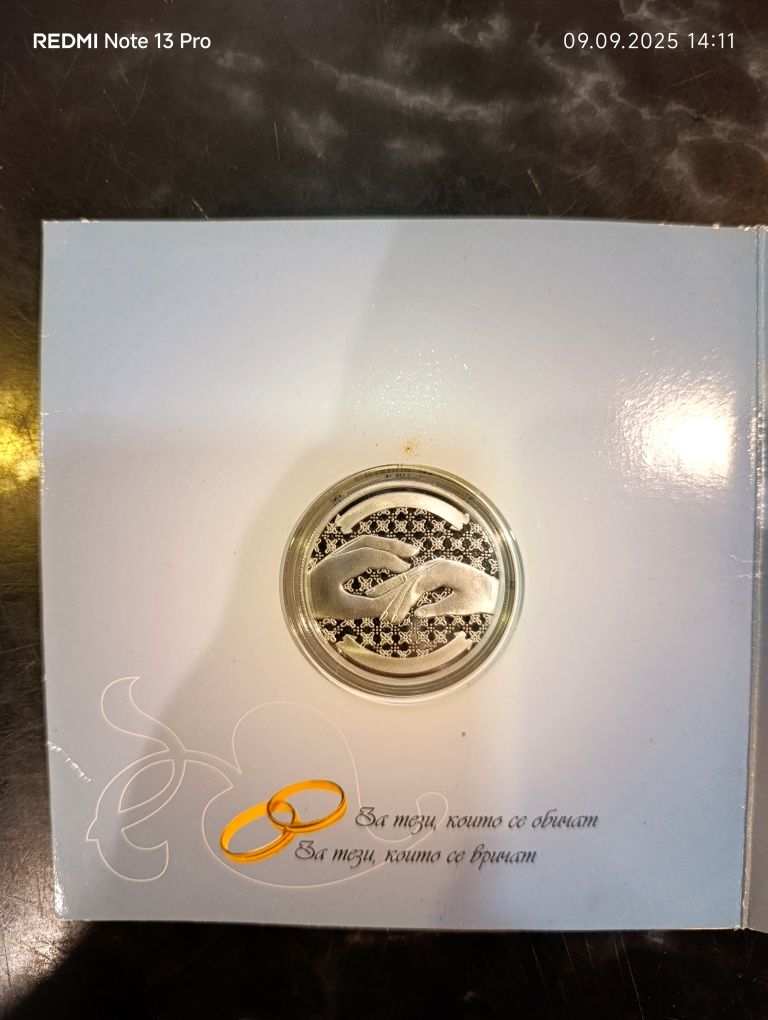 REDMI Note 13 Pro
09.09.2025 14:11
За тези, които се обичат
За тези, които се вричат